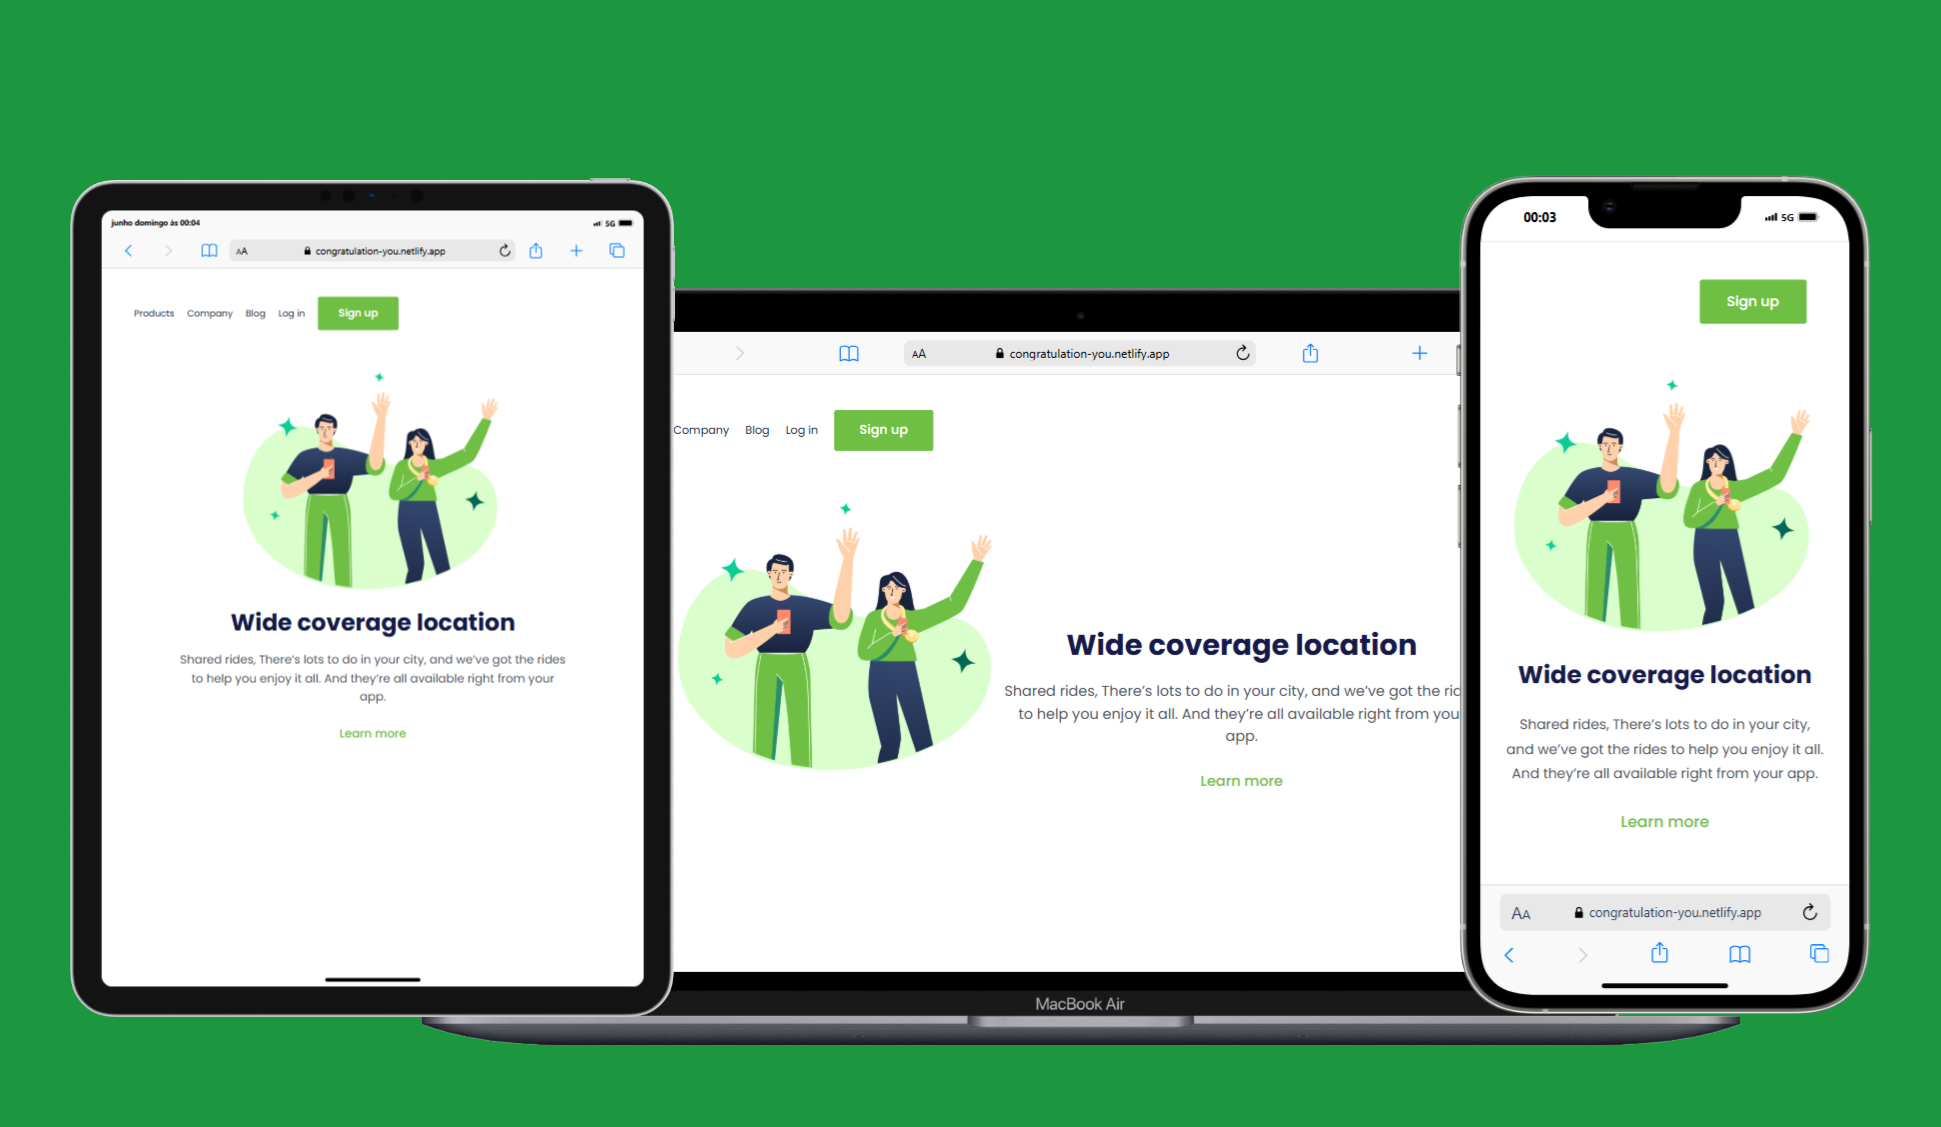 junho domingo às 00:04
5G
AA
congratulation-you.netlify.app
Products
Company
Blog
Log in
Sign up
Wide coverage location
Shared rides, There's lots to do in your city, and we've got the rides
to help you enjoy it all. And they're all available right from your
app.
Learn more
AA
congratulation-you.netlify.app
Company
Blog
Log in
Sign up
Wide coverage location
Shared rides, There's lots to do in your city, and we've got the rid
to help you enjoy it all. And they're all available right from you
app.
Learn more
MacBook Air
00:03
5G
Sign up
Wide coverage location
Shared rides, There's lots to do in your city,
and we've got the rides to help you enjoy it all.
And they're all available right from your app.
Learn more
AA
congratulation-you.netlify.app